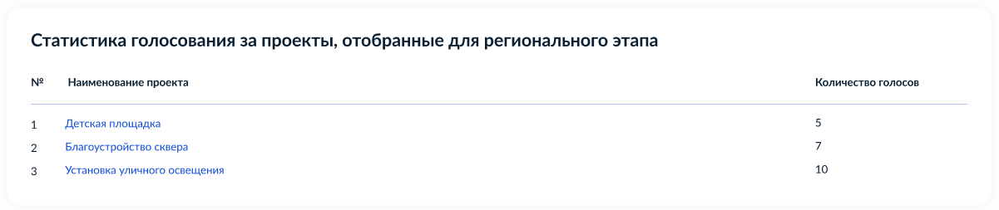 Статистика голосования за проекты, отобранные для регионального этапа
№ Наименование проекта Количество голосов
1 Детская площадка 5
2 Благоустройство сквера 7
3 Установка уличного освещения 10